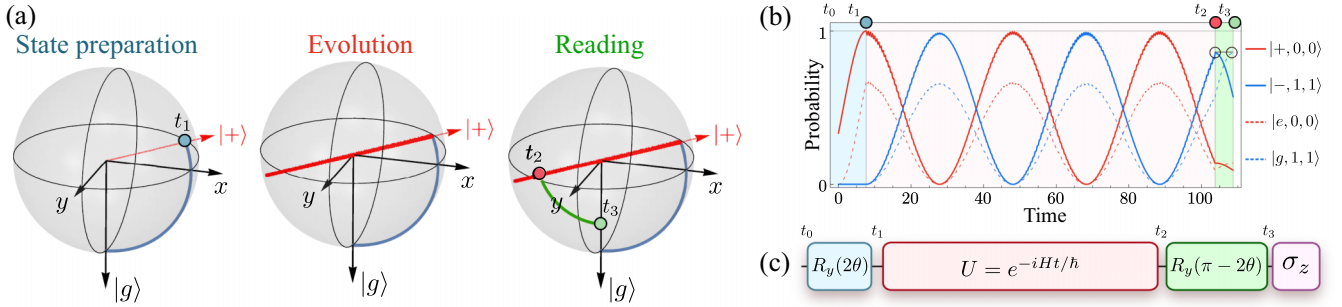 (a)
State preparation
Evolution
Reading
t₁
|+⟩
x
y
|g⟩
|+⟩
x
y
|g⟩
t₂
|+⟩
x
y
t₃
|g⟩
(b)
t₀ t₁ t₂ t₃
1
0
Probability
0 20 40 60 80 100
Time
|+, 0, 0⟩
|−, 1, 1⟩
|e, 0, 0⟩
|g, 1, 1⟩
(c)
t₀ t₁ t₂ t₃
R_y(2θ) U = e^{−iHt/ℏ} R_y(π − 2θ) σ_z